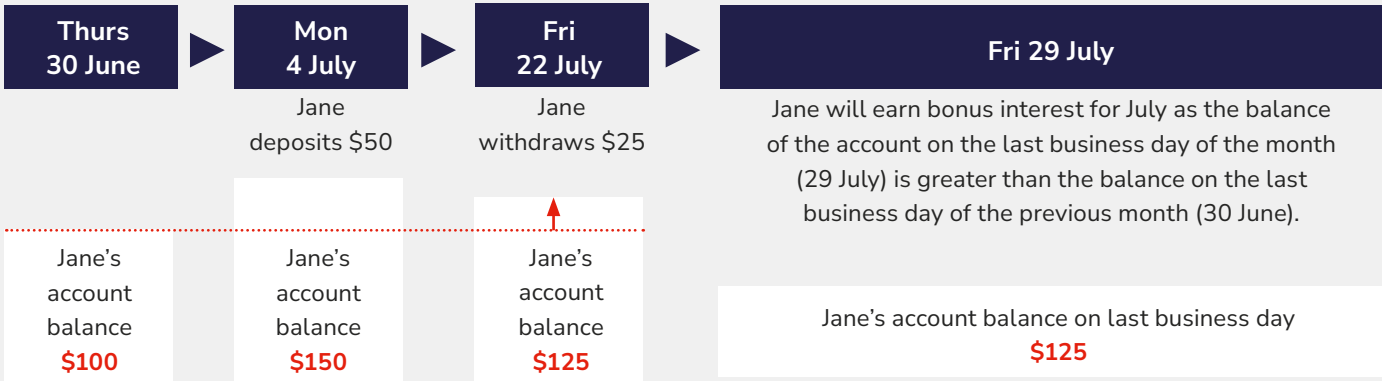 Thurs
30 June
Mon
4 July
Jane
deposits $50
Fri
22 July
Jane
withdraws $25
Fri 29 July
Jane will earn bonus interest for July as the balance
of the account on the last business day of the month
(29 July) is greater than the balance on the last
business day of the previous month (30 June).
Jane's
account
balance
$100
Jane's
account
balance
$150
Jane's
account
balance
$125
Jane's account balance on last business day
$125